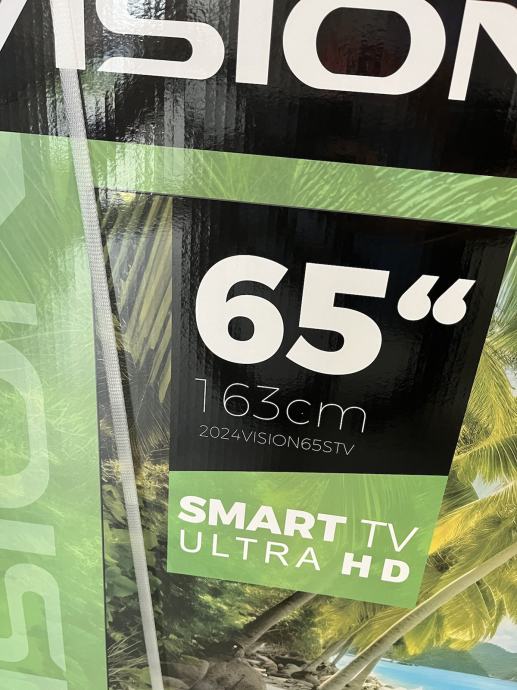 VISION
65“
163cm
2024VISION65STV
SMART TV
ULTRA HD